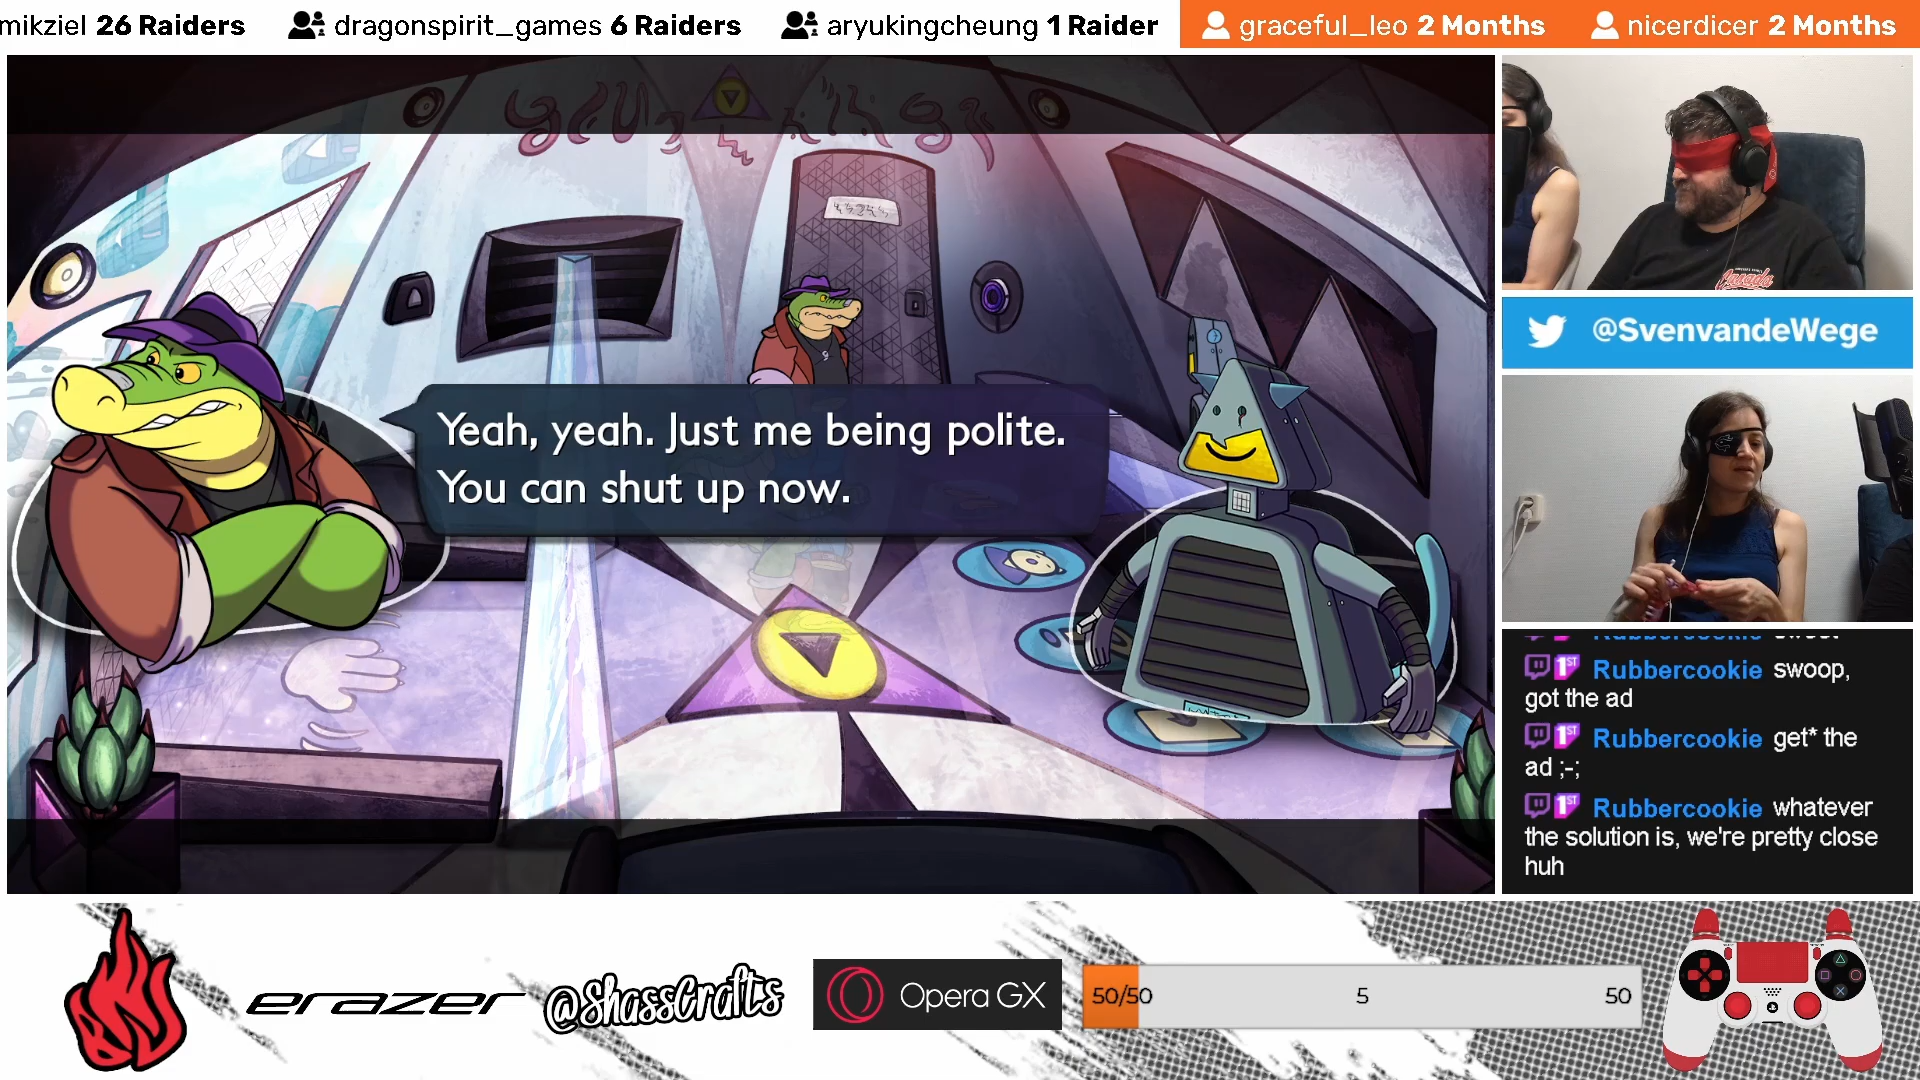 mikziel 26 Raiders
dragonspirit_games 6 Raiders
aryukingcheung 1 Raider
graceful_leo 2 Months
nicerdicer 2 Months
Yeah, yeah. Just me being polite.
You can shut up now.
@SvenvandeWege
Rubbercookie swoop,
got the ad
Rubbercookie get* the
ad ;-;
Rubbercookie whatever
the solution is, we're pretty close
huh
erazer
@ShassCrafts
Opera GX
50/50
5
50